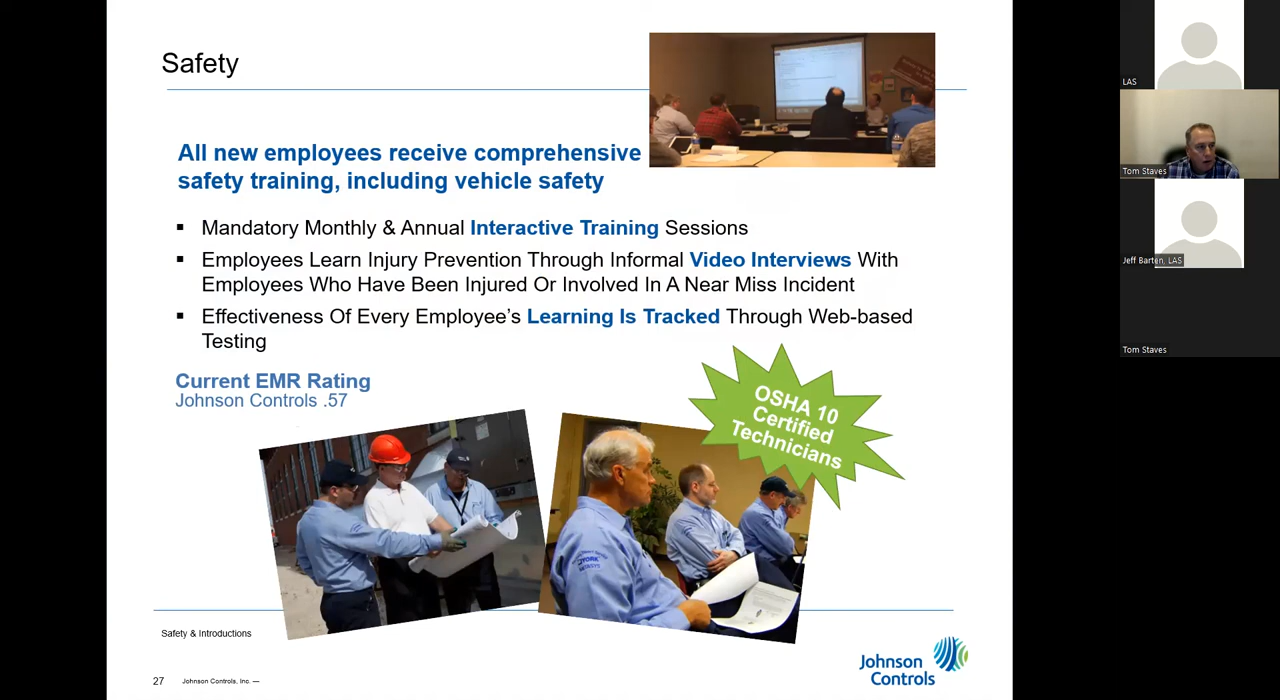 Safety
All new employees receive comprehensive
safety training, including vehicle safety
▪ Mandatory Monthly & Annual Interactive Training Sessions
▪ Employees Learn Injury Prevention Through Informal Video Interviews With
Employees Who Have Been Injured Or Involved In A Near Miss Incident
▪ Effectiveness Of Every Employee’s Learning Is Tracked Through Web-based
Testing
Current EMR Rating
Johnson Controls .57
OSHA 10
Certified
Technicians
YORK
Safety & Introductions
Johnson
Controls
27 Johnson Controls, Inc. —
LAS
Tom Staves
Jeff Barten, LAS
Tom Staves